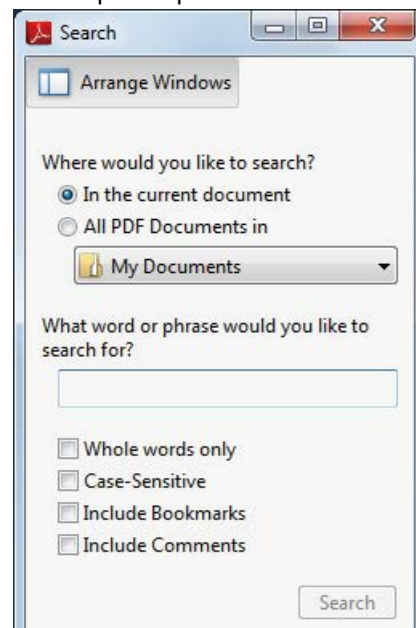 Search
Arrange Windows
Where would you like to search?
In the current document
All PDF Documents in
My Documents
What word or phrase would you like to
search for?
Whole words only
Case-Sensitive
Include Bookmarks
Include Comments
Search